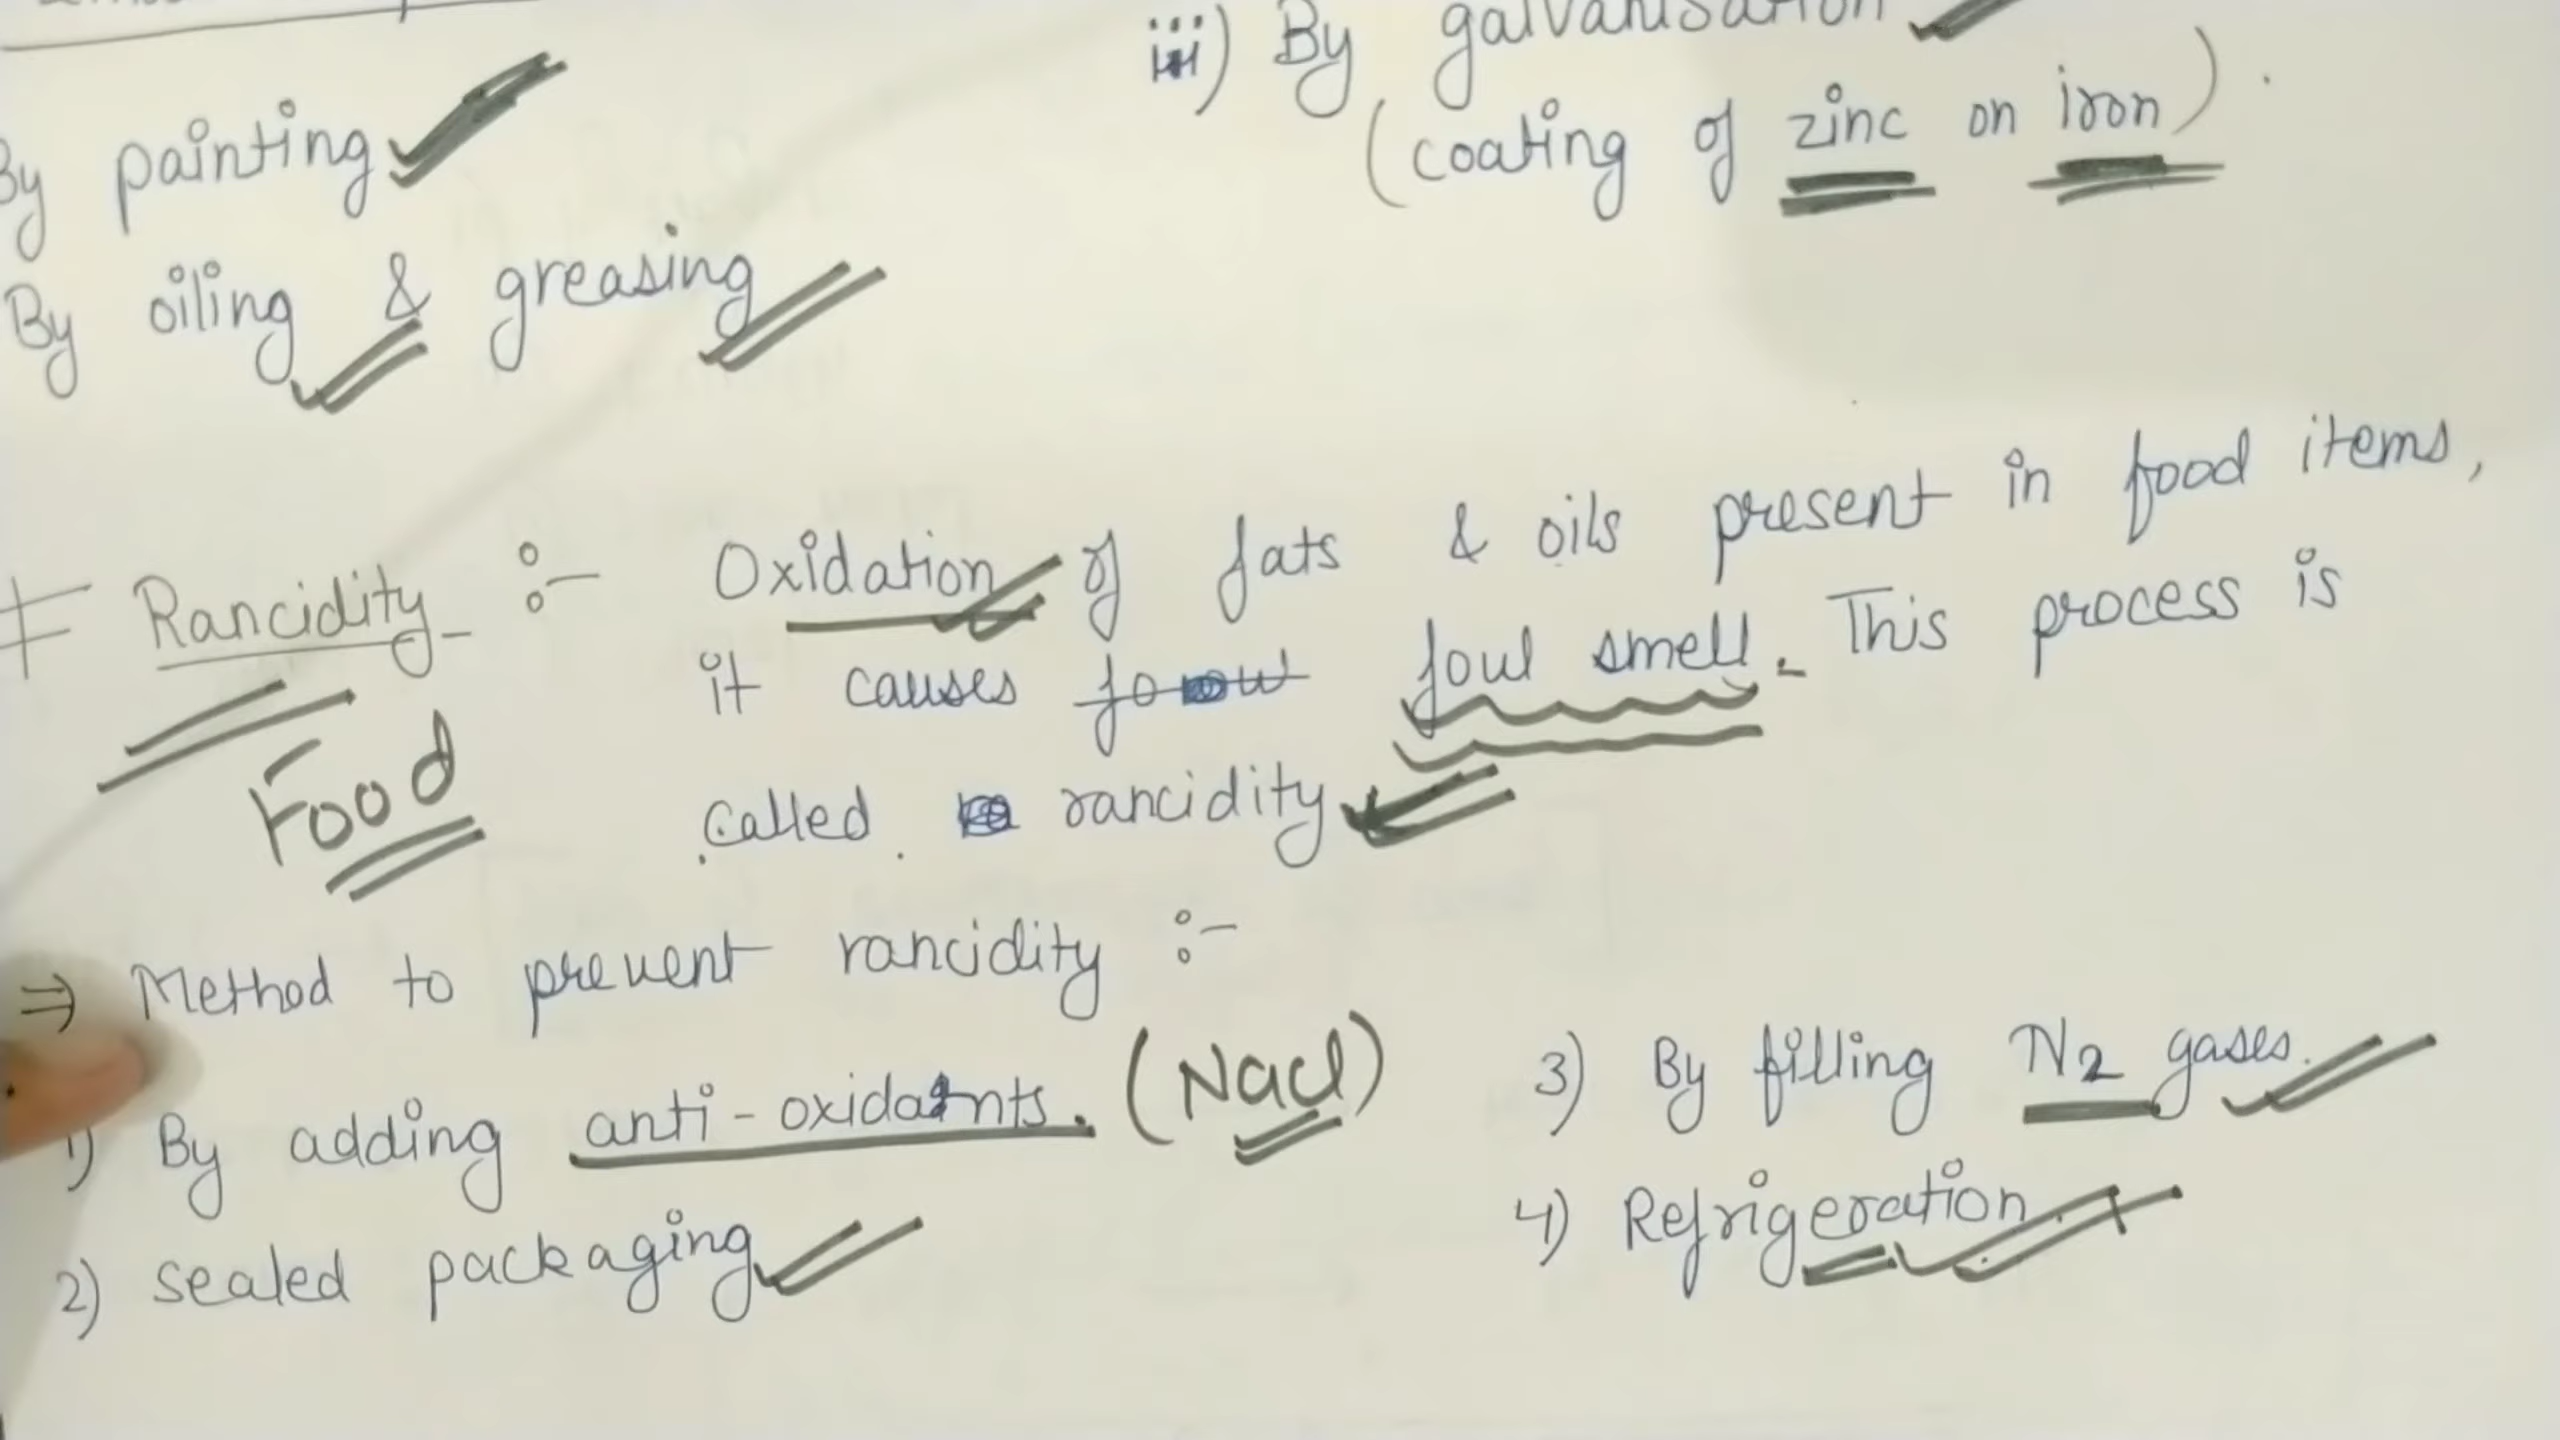 By painting
By oiling & greasing
iii) By galvanisation
(coating of zinc on iron).
Rancidity :- Oxidation of fats & oils present in food items,
it causes foul smell. This process is
called rancidity
Food
⇒ Method to prevent rancidity :-
1) By adding anti-oxidants. (NaCl)
2) sealed packaging
3) By filling N2 gases.
4) Refrigeration.